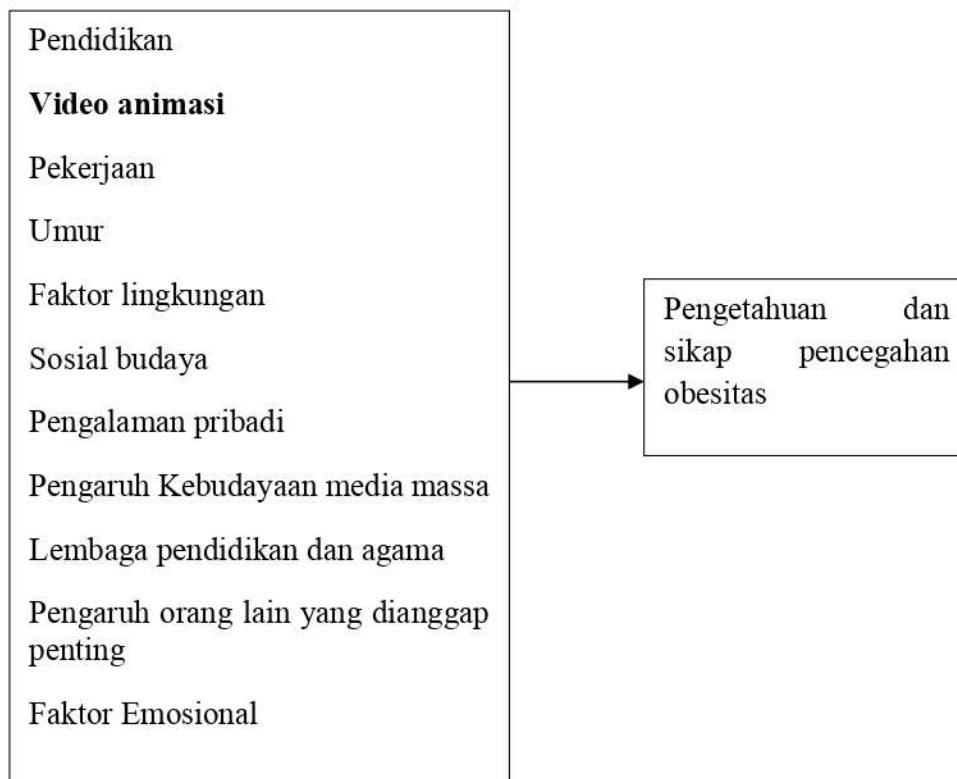 Pendidikan
Video animasi
Pekerjaan
Umur
Faktor lingkungan
Sosial budaya
Pengalaman pribadi
Pengaruh Kebudayaan media massa
Lembaga pendidikan dan agama
Pengaruh orang lain yang dianggap
penting
Faktor Emosional
Pengetahuan dan
sikap pencegahan
obesitas